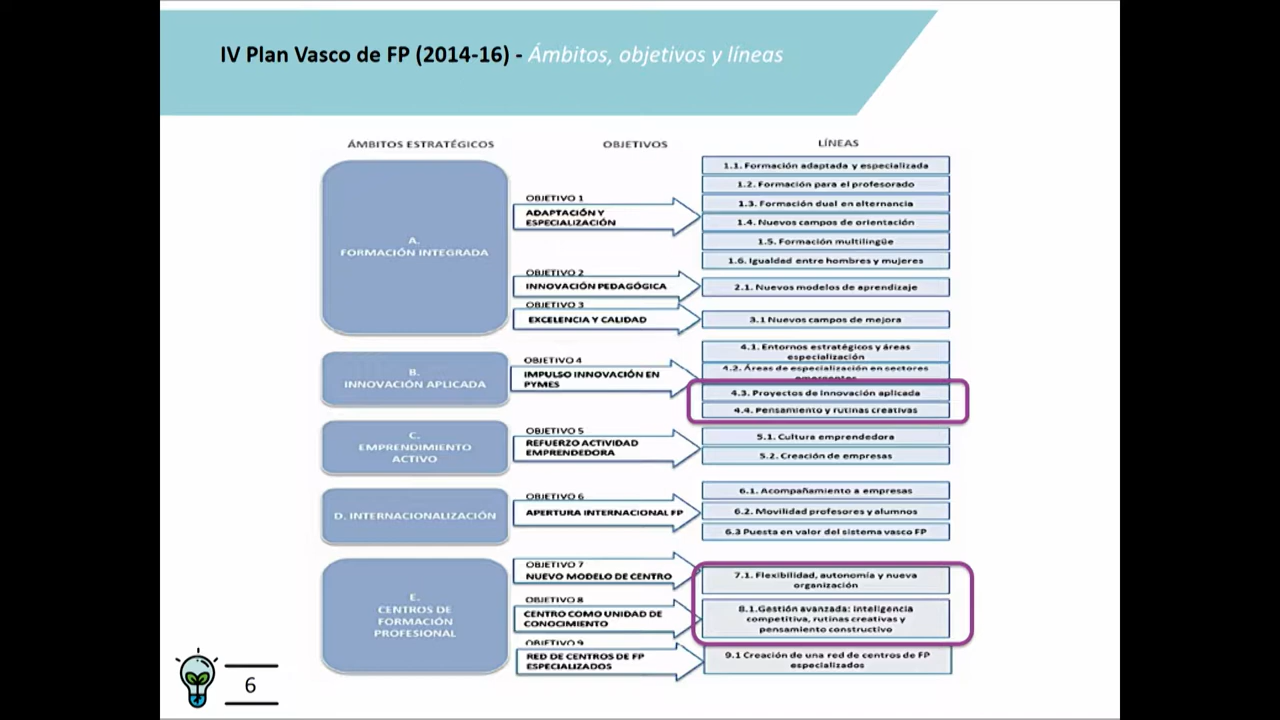 IV Plan Vasco de FP (2014-16) - Ámbitos, objetivos y líneas
ÁMBITOS ESTRATÉGICOS
OBJETIVOS
LÍNEAS
A.
FORMACIÓN INTEGRADA
OBJETIVO 1
ADAPTACIÓN Y
ESPECIALIZACIÓN
1.1. Formación adaptada y especializada
1.2. Formación para el profesorado
1.3. Formación dual en alternancia
1.4. Nuevos campos de orientación
1.5. Formación multilingüe
1.6. Igualdad entre hombres y mujeres
OBJETIVO 2
INNOVACIÓN PEDAGÓGICA
2.1. Nuevos modelos de aprendizaje
OBJETIVO 3
EXCELENCIA Y CALIDAD
3.1 Nuevos campos de mejora
B.
INNOVACIÓN APLICADA
OBJETIVO 4
IMPULSO INNOVACIÓN EN
PYMES
4.1. Entornos estratégicos y áreas
especialización
4.2. Áreas de especialización en sectores
emergentes
4.3. Proyectos de innovación aplicada
4.4. Pensamiento y rutinas creativas
C.
EMPRENDIMIENTO
ACTIVO
OBJETIVO 5
REFUERZO ACTIVIDAD
EMPRENDEDORA
5.1. Cultura emprendedora
5.2. Creación de empresas
D. INTERNACIONALIZACIÓN
OBJETIVO 6
APERTURA INTERNACIONAL FP
6.1. Acompañamiento a empresas
6.2. Movilidad profesores y alumnos
6.3 Puesta en valor del sistema vasco FP
E.
CENTROS DE
FORMACIÓN
PROFESIONAL
OBJETIVO 7
NUEVO MODELO DE CENTRO
7.1. Flexibilidad, autonomía y nueva
organización
OBJETIVO 8
CENTRO COMO UNIDAD DE
CONOCIMIENTO
8.1.Gestión avanzada: inteligencia
competitiva, rutinas creativas y
pensamiento constructivo
OBJETIVO 9
RED DE CENTROS DE FP
ESPECIALIZADOS
9.1 Creación de una red de centros de FP
especializados
6